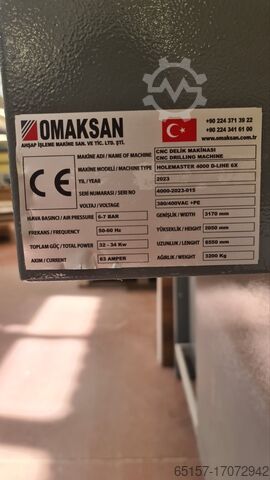 OMAKSAN
AHŞAP İŞLEME MAKİNE SAN. VE TİC. LTD. ŞTİ.
+90 224 371 39 22
+90 224 341 61 00
www.omaksan.com
CE
MAKİNE ADI / NAME OF MACHINE
CNC DELİK MAKİNASI
CNC DRILLING MACHINE
MAKİNE MODELİ / MACHINE TYPE
HOLEMASTER 4000 D-LINE 6X
YIL / YEAR
2023
SERİ NUMARASI / SERI NO
4000-2023-015
VOLTAJ / VOLTAGE
380/400VAC +PE
HAVA BASINCI / AIR PRESSURE
6-7 BAR
GENİŞLİK / WIDTH
3170 mm
FREKANS / FREQUENCY
50-60 Hz
YÜKSEKLİK / HEIGHT
2050 mm
TOPLAM GÜÇ / TOTAL POWER
32 - 34 Kw
UZUNLUK / LENGHT
6550 mm
AKIM / CURRENT
63 AMPER
AĞIRLIK / WEIGHT
3200 Kg
65157-17072942